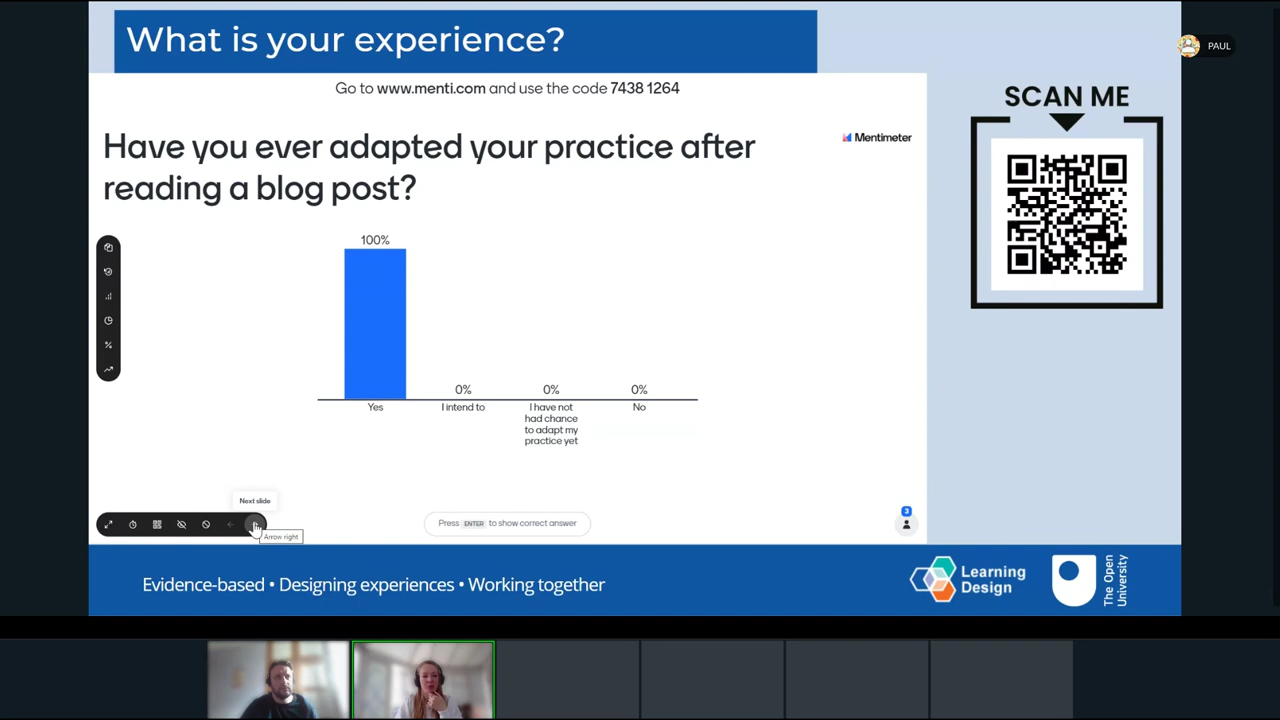 What is your experience?
PAUL
Go to www.menti.com and use the code 7438 1264
SCAN ME
Have you ever adapted your practice after
reading a blog post?
Mentimeter
100%
0%
0%
0%
Yes
I intend to
I have not
had chance
to adapt my
practice yet
No
Next slide
Press ENTER to show correct answer
3
Arrow right
Evidence-based • Designing experiences • Working together
Learning
Design
The Open
University